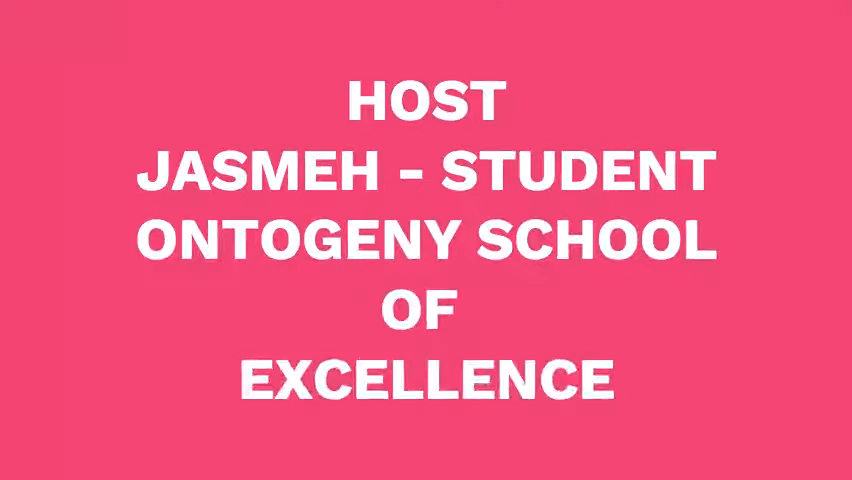 HOST
JASMEH - STUDENT
ONTOGENY SCHOOL
OF
EXCELLENCE